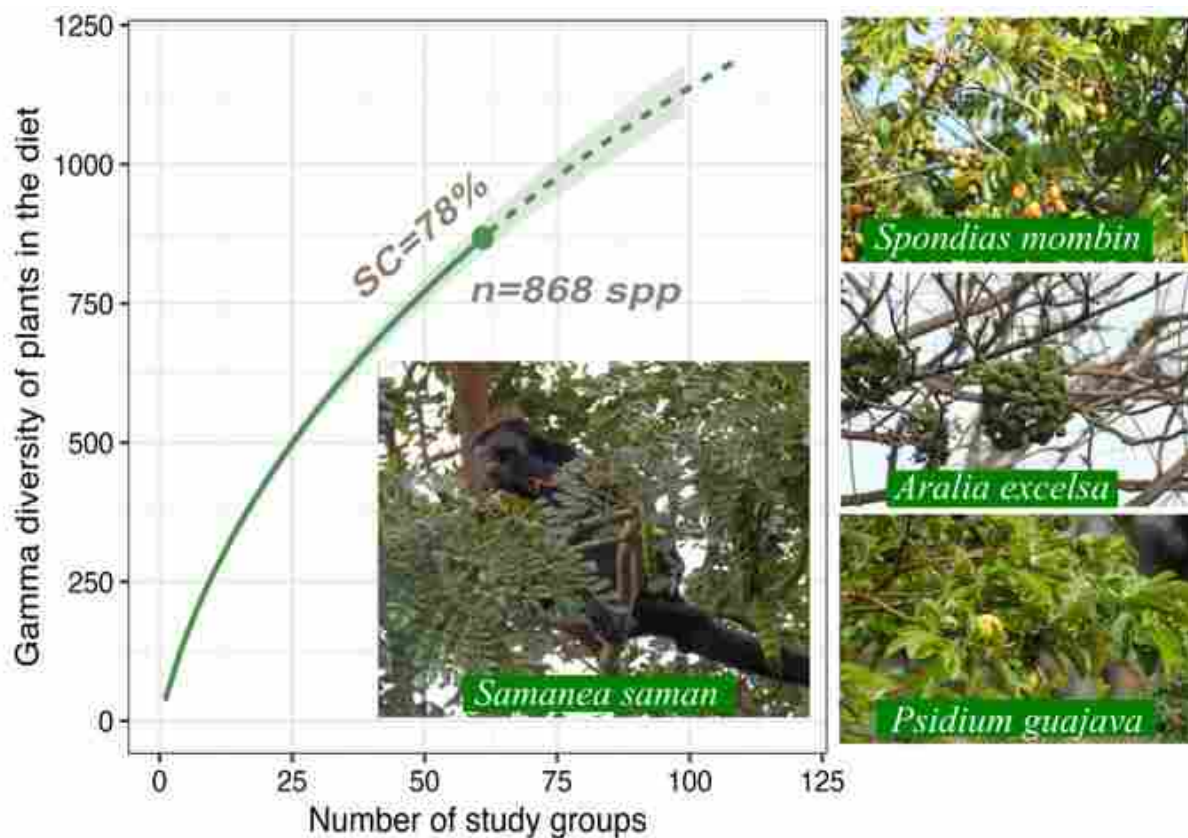 Gamma diversity of plants in the diet
1250
1000
750
500
250
0
0 25 50 75 100 125
Number of study groups
SC=78%
n=868 spp
Samanea saman
Spondias mombin
Aralia excelsa
Psidium guajava